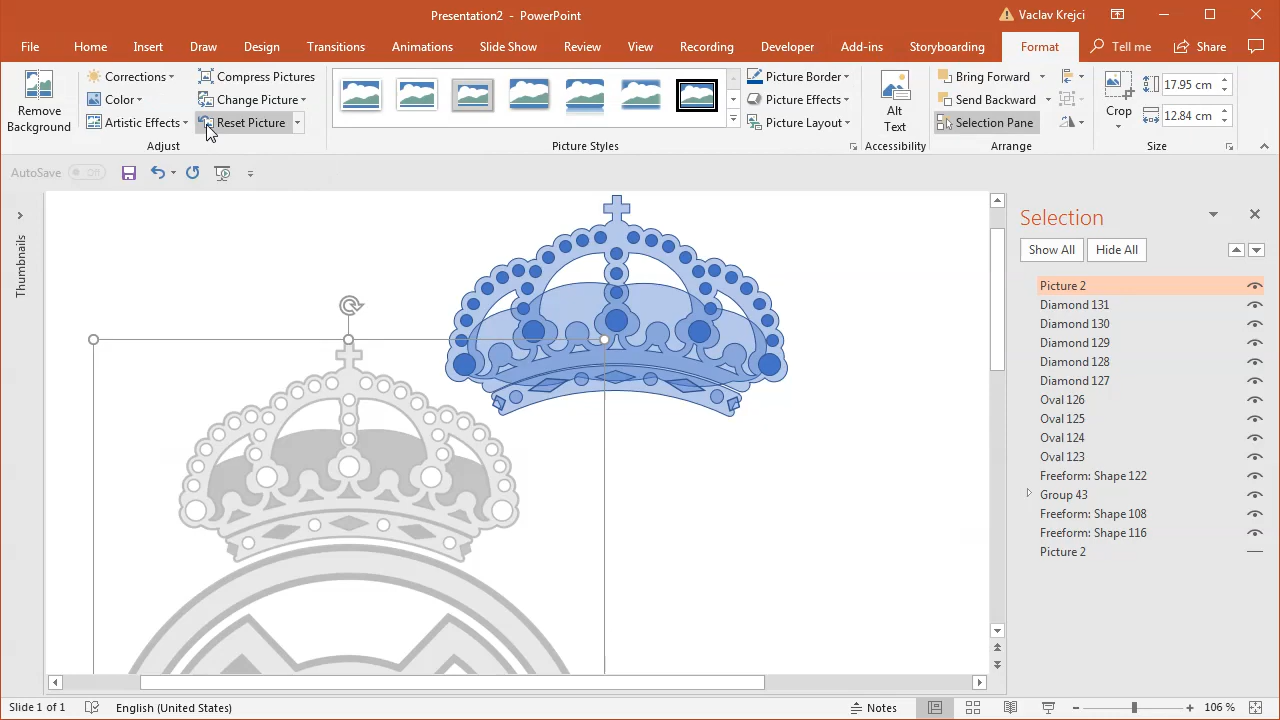 Presentation2 - PowerPoint
Vaclav Krejci
File Home Insert Draw Design Transitions Animations Slide Show Review View Recording Developer Add-ins Storyboarding Format Tell me Share
Remove Background
Corrections
Color
Artistic Effects
Compress Pictures
Change Picture
Reset Picture
Adjust
Picture Styles
Picture Border
Picture Effects
Picture Layout
Alt Text
Accessibility
Bring Forward
Send Backward
Selection Pane
Arrange
Crop
17.95 cm
12.84 cm
Size
AutoSave Off
Thumbnails
Selection
Show All Hide All
Picture 2
Diamond 131
Diamond 130
Diamond 129
Diamond 128
Diamond 127
Oval 126
Oval 125
Oval 124
Oval 123
Freeform: Shape 122
Group 43
Freeform: Shape 108
Freeform: Shape 116
Picture 2
Slide 1 of 1 English (United States) Notes 106 %